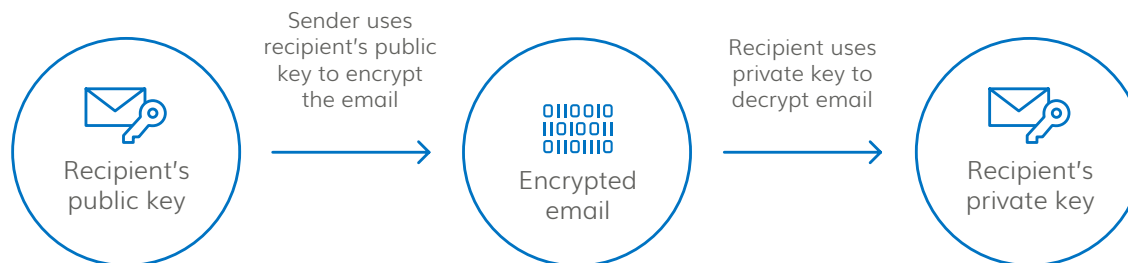 Sender uses
recipient's public
key to encrypt
the email
Recipient uses
private key to
decrypt email
Recipient's
public key
0110010
1101001
0110110
Encrypted
email
Recipient's
private key